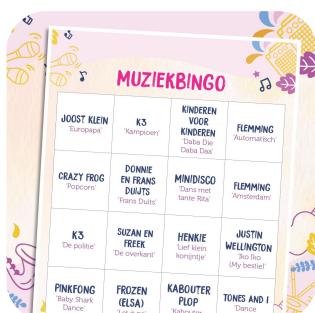 MUZIEKBINGO
JOOST KLEIN
'Europapa'
K3
'Kampioen'
KINDEREN
VOOR
KINDEREN
'Daba Die
Daba Daa'
FLEMMING
'Automatisch'
CRAZY FROG
'Popcorn'
DONNIE
EN FRANS
DUIJTS
'Frans Duits'
MINIDISCO
'Dans met
tante Rita'
FLEMMING
'Amsterdam'
K3
'De politie'
SUZAN EN
FREEK
'De overkant'
HENKIE
'Lief klein
konijntje'
JUSTIN
WELLINGTON
'Iko Iko
(My bestie)'
PINKFONG
'Baby Shark
Dance'
FROZEN
(ELSA)
KABOUTER
PLOP
'Kabouter
TONES AND I
'Dance